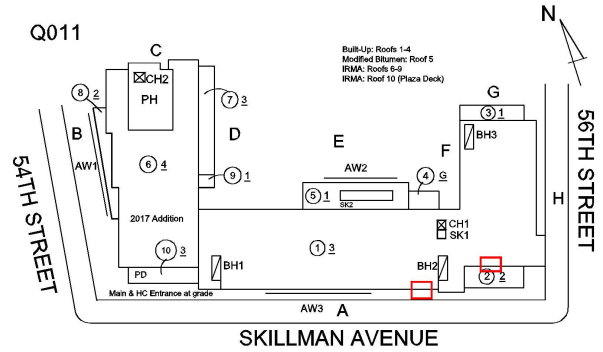 Q011
N
Built-Up: Roofs 1-4
Modified Bitumen: Roof 5
IRMA: Roofs 6-9
IRMA: Roof 10 (Plaza Deck)
C
CH2
PH
8 2
7 3
B
AW1
D
6 4
9 1
2017 Addition
10 3
PD
Main & HC Entrance at grade
54TH STREET
E
AW2
5 1
SK2
4 G
F
G
3 1
BH3
H
56TH STREET
CH1
SK1
1 3
BH1
BH2
2 2
AW3
A
SKILLMAN AVENUE